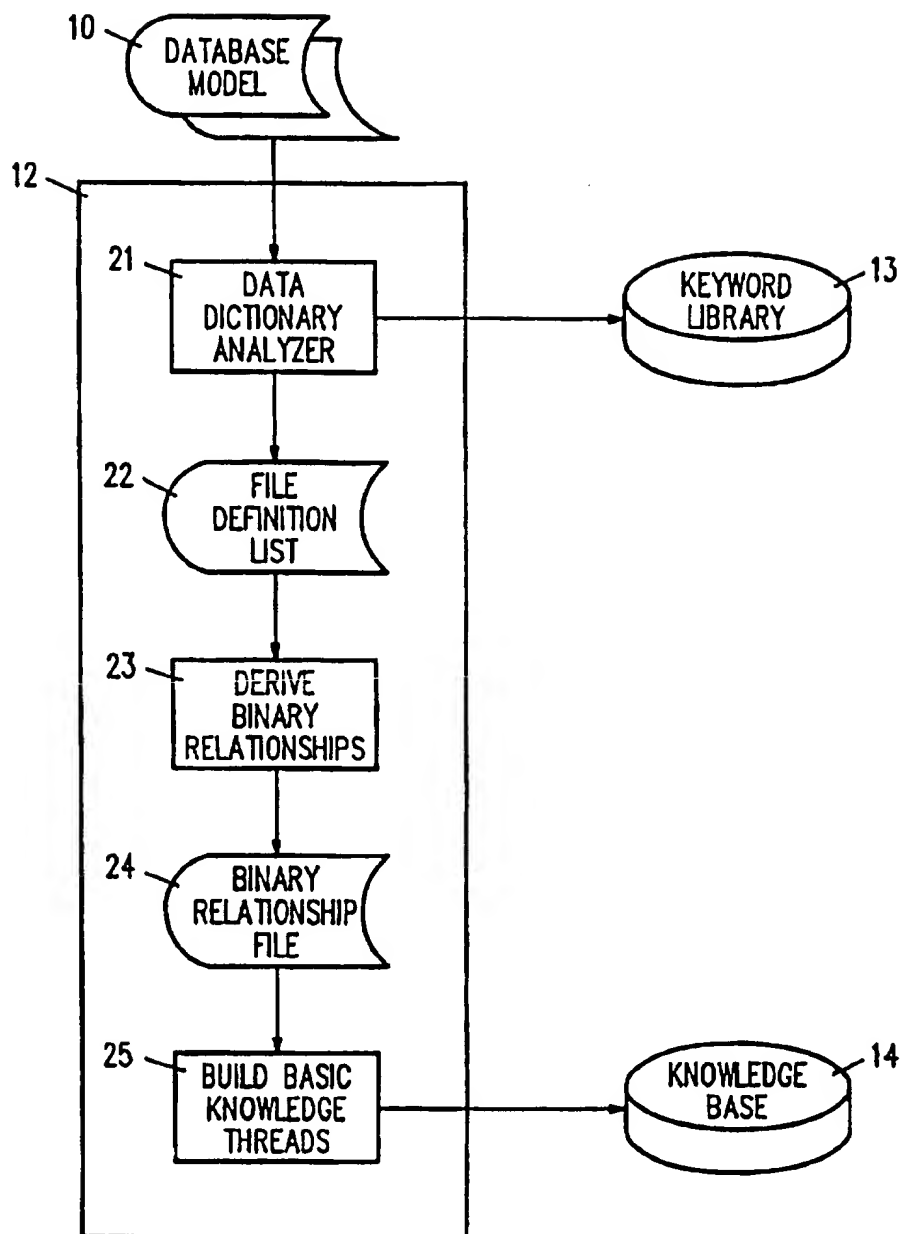 10
DATABASE
MODEL
12
21
DATA
DICTIONARY
ANALYZER
13
KEYWORD
LIBRARY
22
FILE
DEFINITION
LIST
23
DERIVE
BINARY
RELATIONSHIPS
24
BINARY
RELATIONSHIP
FILE
25
BUILD BASIC
KNOWLEDGE
THREADS
14
KNOWLEDGE
BASE